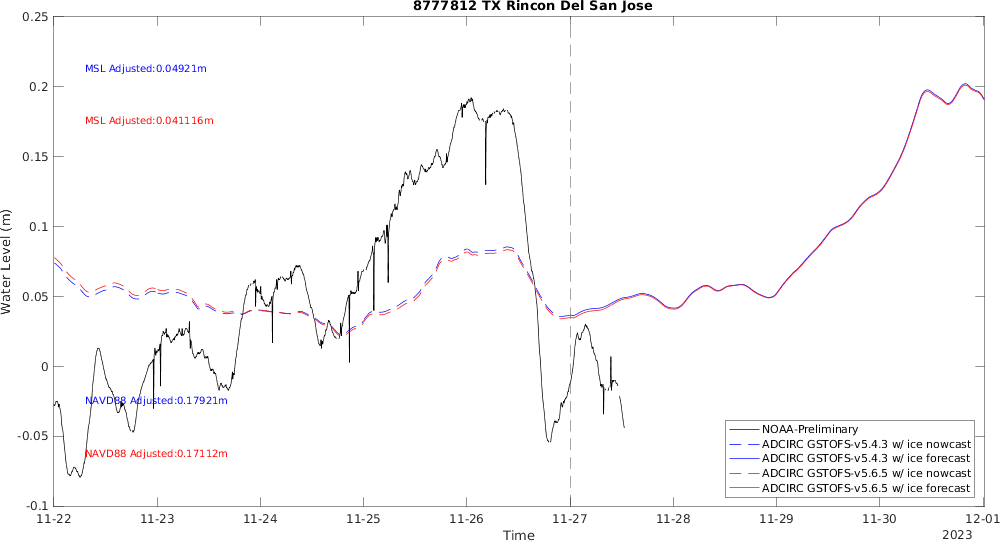 8777812 TX Rincon Del San Jose
0.25
0.2
0.15
0.1
0.05
0
-0.05
-0.1
Water Level (m)
MSL Adjusted:0.04921m
MSL Adjusted:0.041116m
NAVD88 Adjusted:0.17921m
NAVD88 Adjusted:0.17112m
NOAA-Preliminary
ADCIRC GSTOFS-v5.4.3 w/ ice nowcast
ADCIRC GSTOFS-v5.4.3 w/ ice forecast
ADCIRC GSTOFS-v5.6.5 w/ ice nowcast
ADCIRC GSTOFS-v5.6.5 w/ ice forecast
11-22 11-23 11-24 11-25 11-26 11-27 11-28 11-29 11-30 12-01
Time
2023